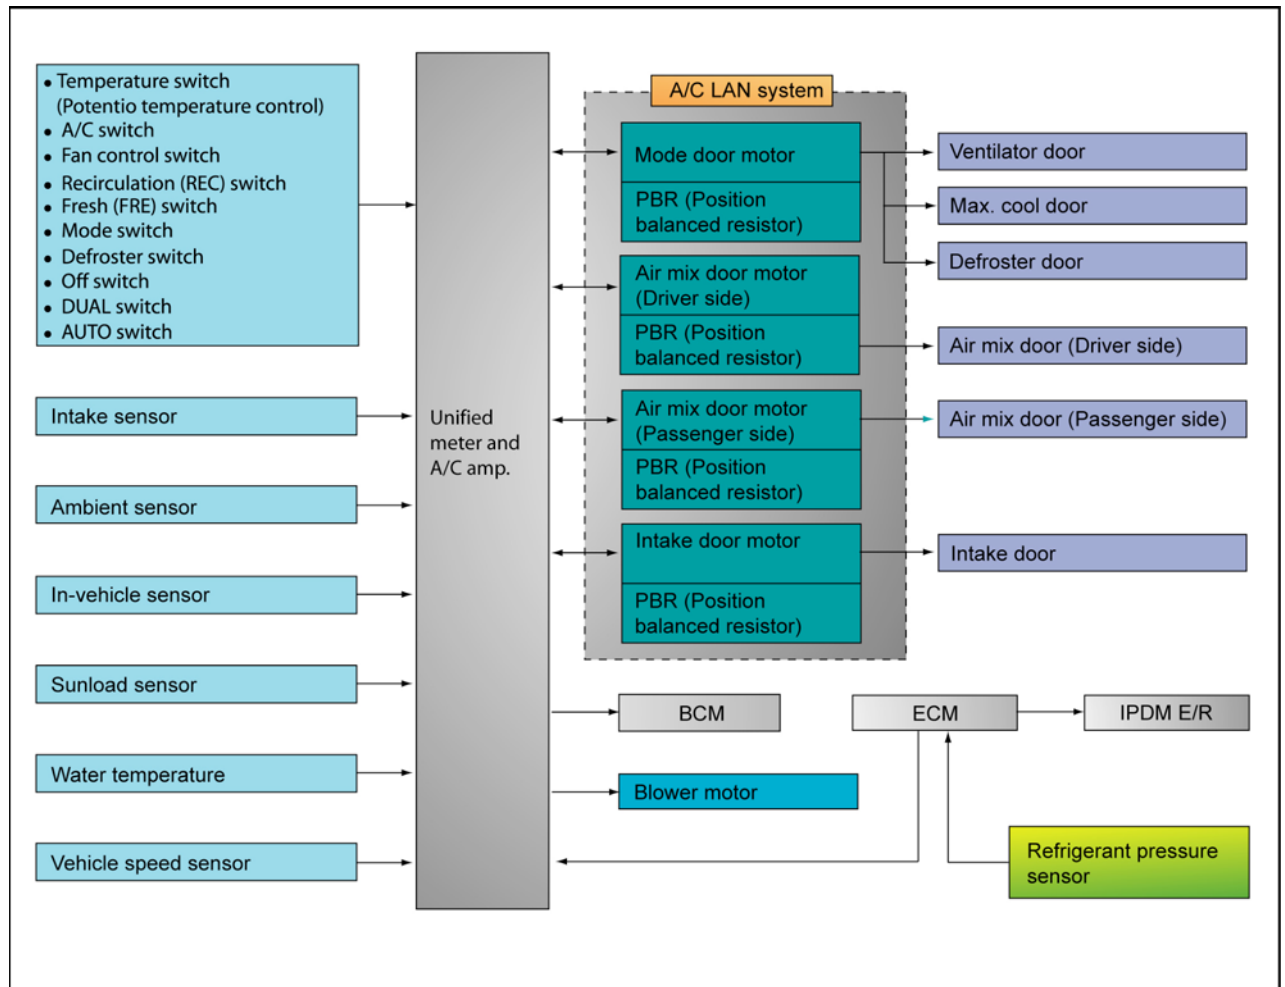 • Temperature switch
(Potentio temperature control)
• A/C switch
• Fan control switch
• Recirculation (REC) switch
• Fresh (FRE) switch
• Mode switch
• Defroster switch
• Off switch
• DUAL switch
• AUTO switch
Intake sensor
Ambient sensor
In-vehicle sensor
Sunload sensor
Water temperature
Vehicle speed sensor
Unified
meter and
A/C amp.
A/C LAN system
Mode door motor
PBR (Position
balanced resistor)
Air mix door motor
(Driver side)
PBR (Position
balanced resistor)
Air mix door motor
(Passenger side)
PBR (Position
balanced resistor)
Intake door motor
PBR (Position
balanced resistor)
Ventilator door
Max. cool door
Defroster door
Air mix door (Driver side)
Air mix door (Passenger side)
Intake door
BCM
ECM
IPDM E/R
Blower motor
Refrigerant pressure
sensor